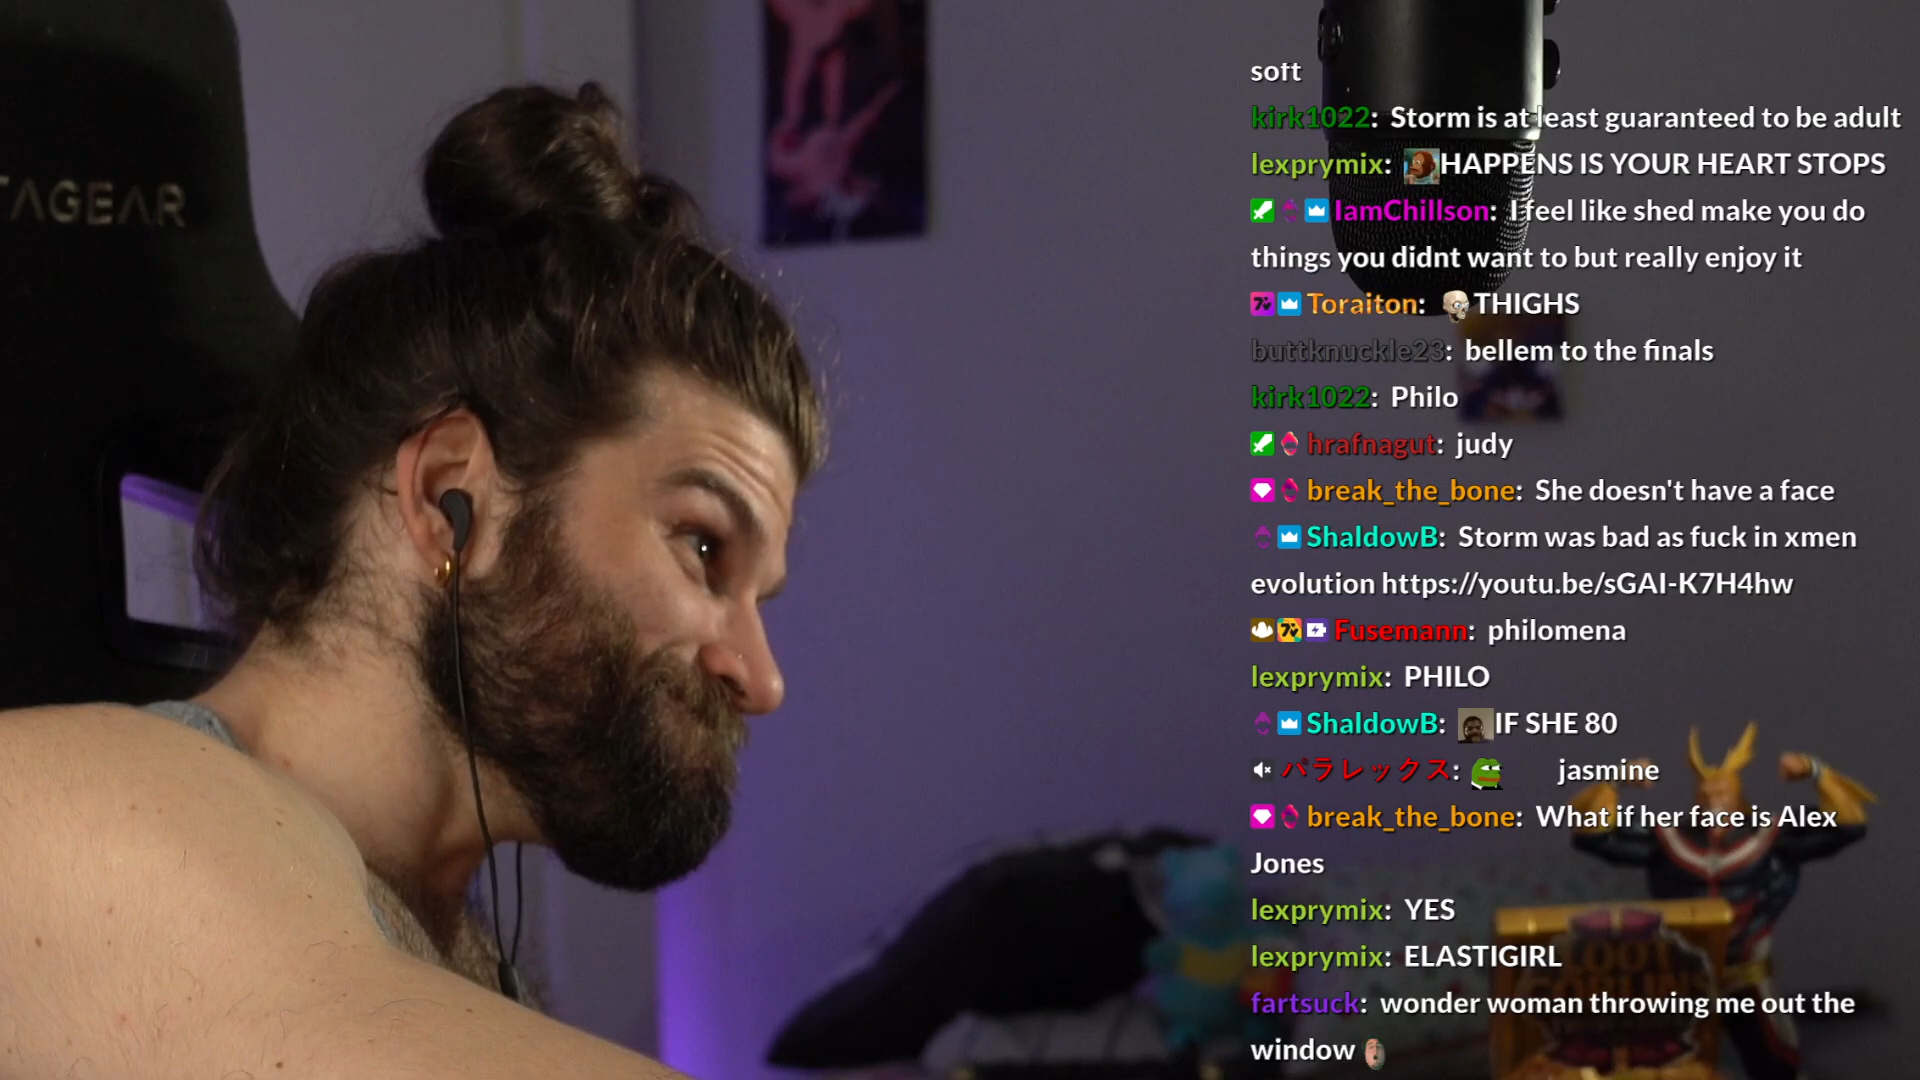 TAGEAR
soft
kirk1022: Storm is at least guaranteed to be adult
lexprymix: HAPPENS IS YOUR HEART STOPS
IamChillson: I feel like shed make you do
things you didnt want to but really enjoy it
Toraiton: THIGHS
buttknuckle23: bellem to the finals
kirk1022: Philo
hrafnagut: judy
break_the_bone: She doesn't have a face
ShaldowB: Storm was bad as fuck in xmen
evolution https://youtu.be/sGAI-K7H4hw
Fusemann: philomena
lexprymix: PHILO
ShaldowB: IF SHE 80
パラレックス: jasmine
break_the_bone: What if her face is Alex
Jones
lexprymix: YES
lexprymix: ELASTIGIRL
fartsuck: wonder woman throwing me out the
window
LOOT
GOBLINS